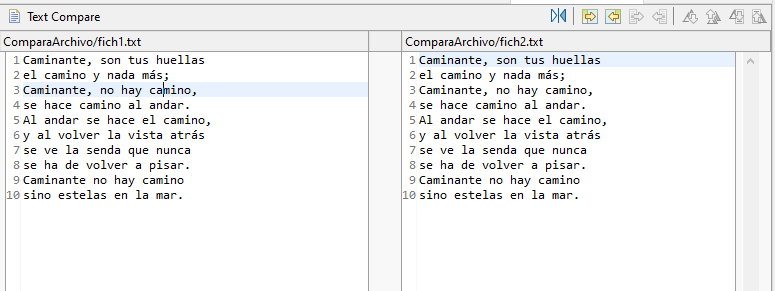 Text Compare
ComparaArchivo/fich1.txt
1 Caminante, son tus huellas
2 el camino y nada más;
3 Caminante, no hay camino,
4 se hace camino al andar.
5 Al andar se hace el camino,
6 y al volver la vista atrás
7 se ve la senda que nunca
8 se ha de volver a pisar.
9 Caminante no hay camino
10 sino estelas en la mar.
ComparaArchivo/fich2.txt
1 Caminante, son tus huellas
2 el camino y nada más;
3 Caminante, no hay camino,
4 se hace camino al andar.
5 Al andar se hace el camino,
6 y al volver la vista atrás
7 se ve la senda que nunca
8 se ha de volver a pisar.
9 Caminante no hay camino
10 sino estelas en la mar.